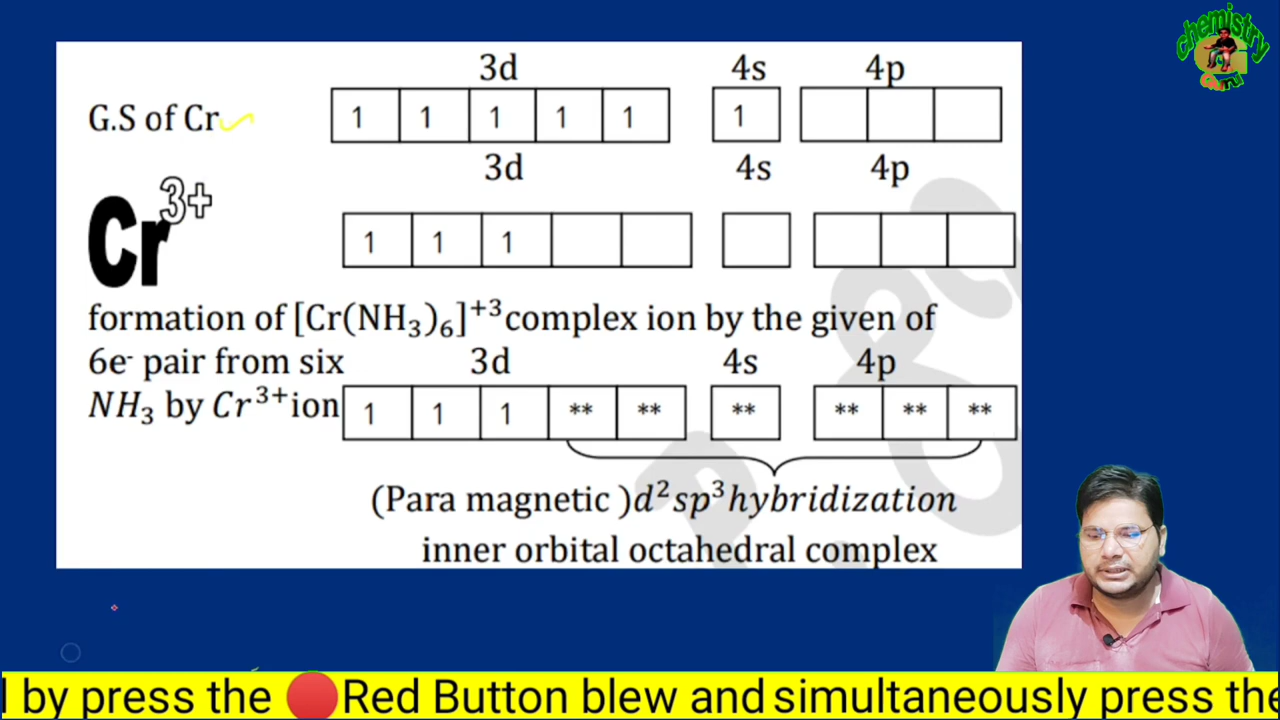 chemistry
3d 4s 4p
G.S of Cr 1 1 1 1 1 1
3d 4s 4p
Cr³⁺ 1 1 1
formation of [Cr(NH₃)₆]⁺³complex ion by the given of
6e⁻ pair from six 3d 4s 4p
NH₃ by Cr³⁺ion 1 1 1 ** ** ** ** ** **
(Para magnetic )d²sp³hybridization
inner orbital octahedral complex
by press the 🔴Red Button blew and simultaneously press the